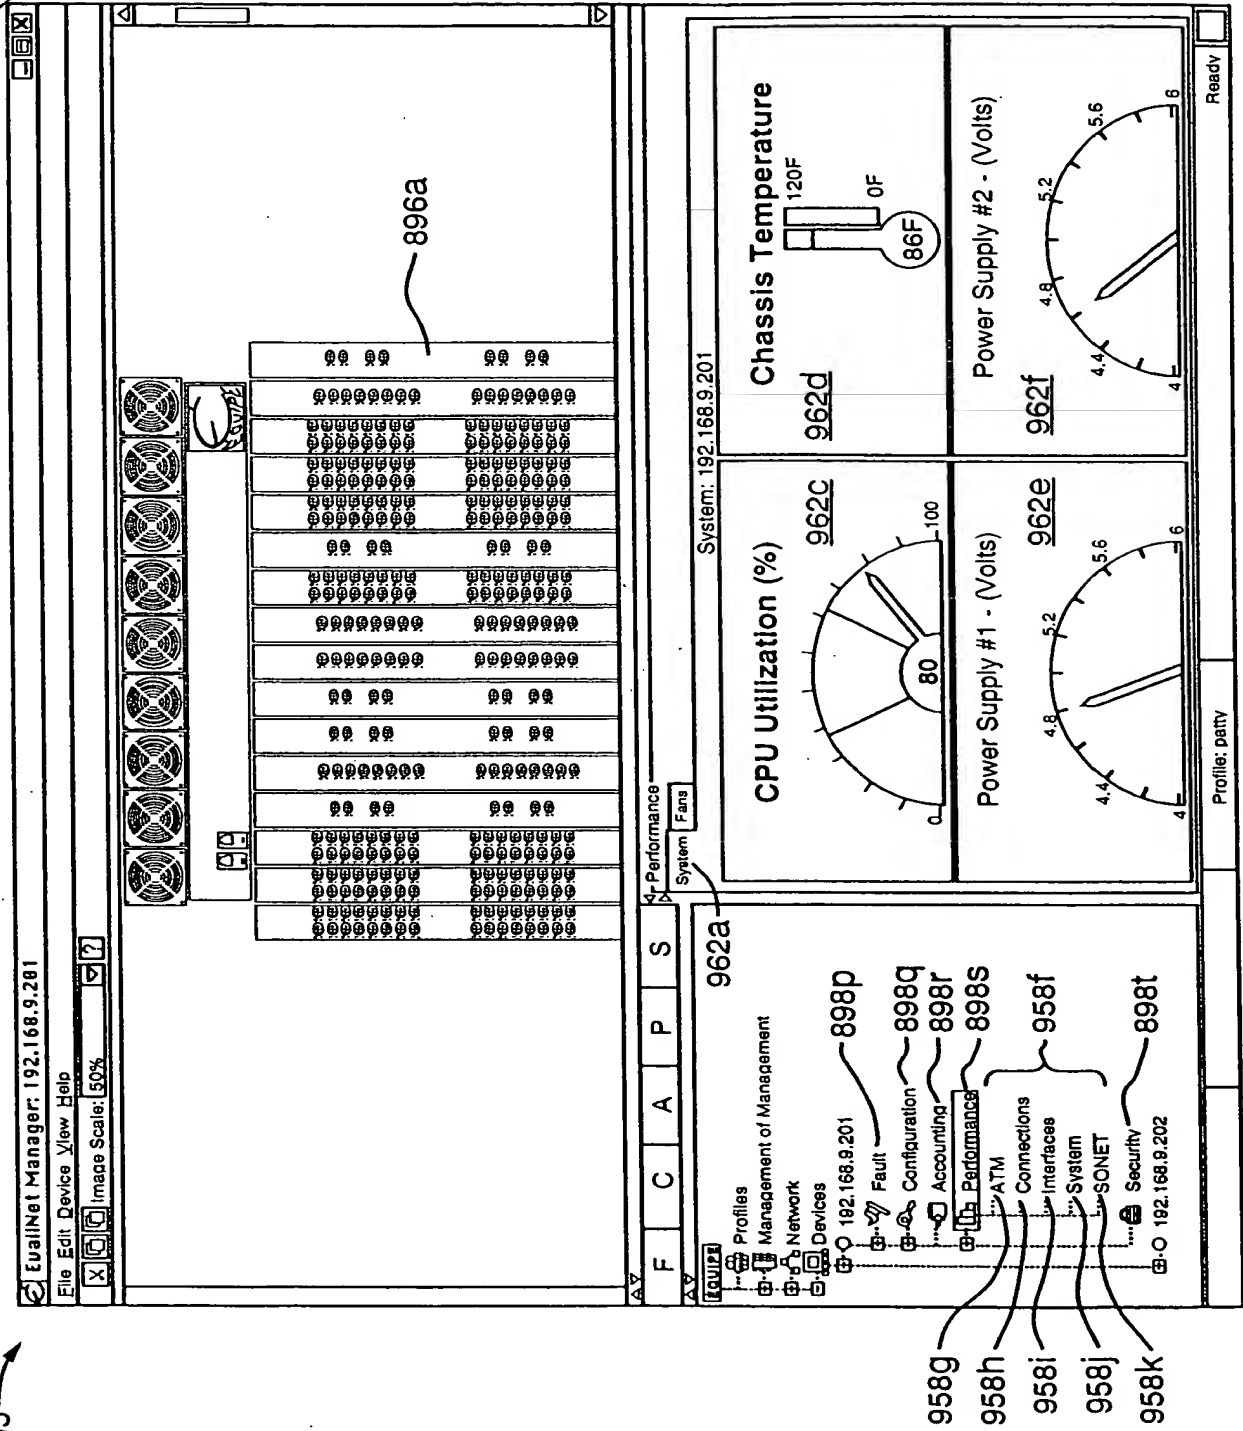 EualNet Manager: 192.168.9.201
File Edit Device View Help
Image Scale: 50% ?
896a
F C A P S
Performance
System Fans
962a
System: 192.168.9.201
EQUIPE
Profiles
Management of Management
Network
Devices
192.168.9.201
Fault
Configuration
Accounting
Performance
ATM
Connections
Interfaces
System
SONET
Security
192.168.9.202
898p
898q
898r
898s
958f
898t
958g
958h
958i
958j
958k
CPU Utilization (%)
962c
0 100
80
Chassis Temperature
962d
120F
0F
86F
Power Supply #1 - (Volts)
962e
4 4.4 4.8 5.2 5.6 6
Power Supply #2 - (Volts)
962f
4 4.4 4.8 5.2 5.6 6
Profile: patty
Ready